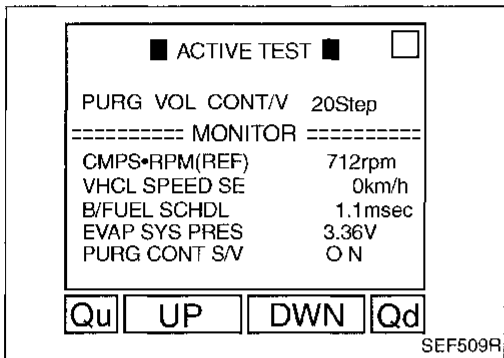 ■ ACTIVE TEST ■
PURG VOL CONT/V 20Step
========== MONITOR ==========
CMPS•RPM(REF) 712rpm
VHCL SPEED SE 0km/h
B/FUEL SCHDL 1.1msec
EVAP SYS PRES 3.36V
PURG CONT S/V ON
Qu UP DWN Qd
SEF509R